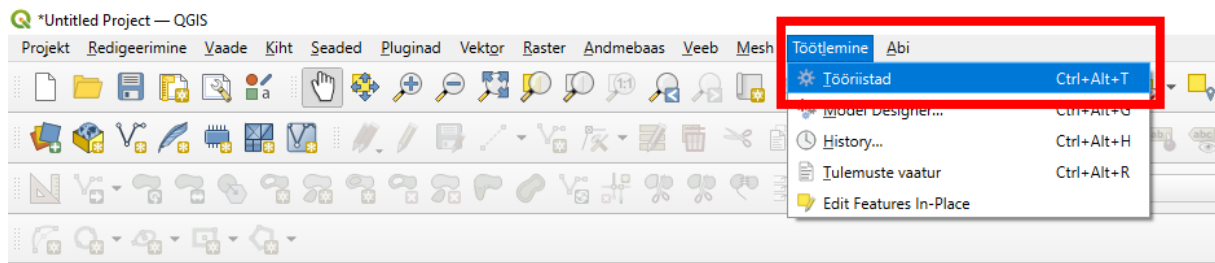 *Untitled Project — QGIS
Projekt Redigeerimine Vaade Kiht Seaded Pluginad Vektor Raster Andmebaas Veeb Mesh Töötlemine Abi
Tööriistad Ctrl+Alt+T
Model Designer... Ctrl+Alt+G
History... Ctrl+Alt+H
Tulemuste vaatur Ctrl+Alt+R
Edit Features In-Place